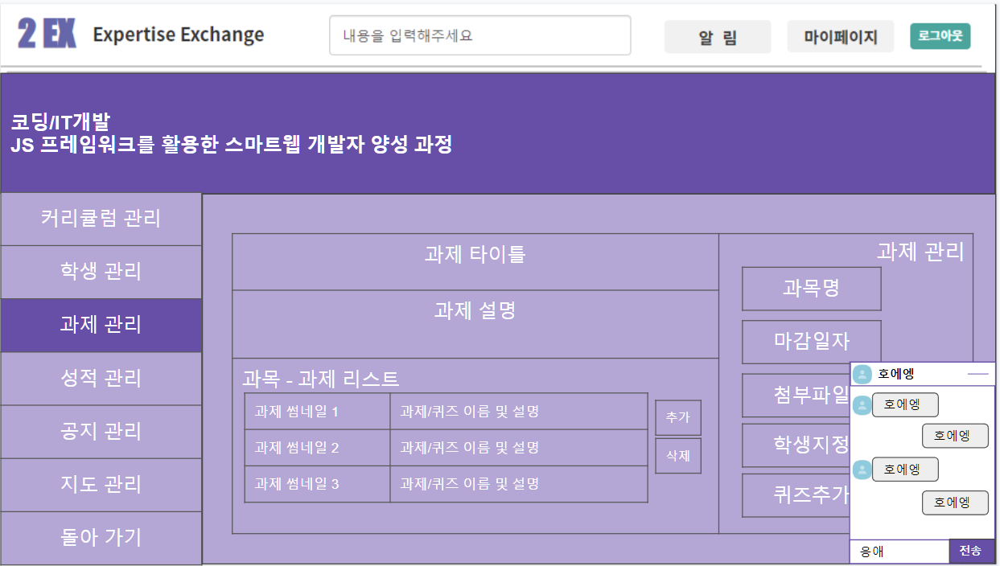 2 EX Expertise Exchange
내용을 입력해주세요
알 림
마이페이지
로그아웃
코딩/IT개발
JS 프레임워크를 활용한 스마트웹 개발자 양성 과정
커리큘럼 관리
학생 관리
과제 관리
성적 관리
공지 관리
지도 관리
돌아 가기
과제 타이틀
과제 설명
과목 - 과제 리스트
과제 썸네일 1 과제/퀴즈 이름 및 설명
과제 썸네일 2 과제/퀴즈 이름 및 설명
과제 썸네일 3 과제/퀴즈 이름 및 설명
추가
삭제
과제 관리
과목명
마감일자
첨부파일
학생지정
퀴즈추가
호에엥
호에엥
호에엥
호에엥
호에엥
응애
전송